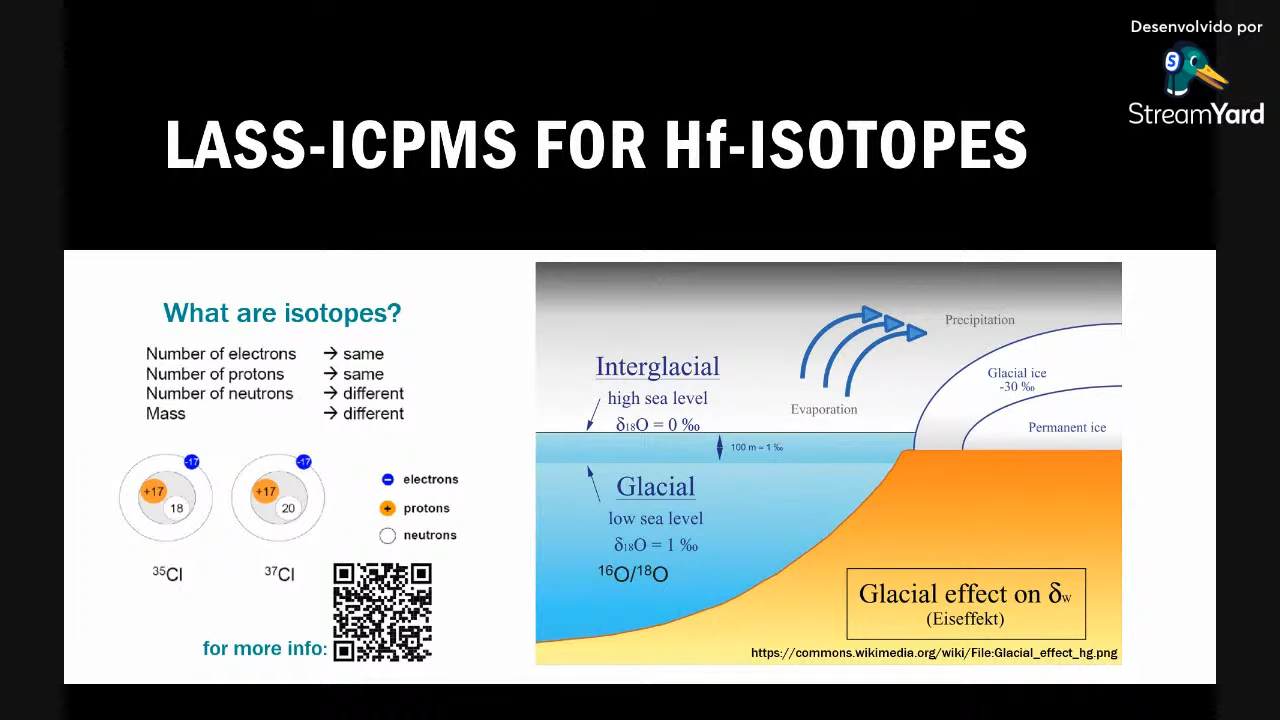 Desenvolvido por
StreamYard
LASS-ICPMS FOR Hf-ISOTOPES
What are isotopes?
Number of electrons → same
Number of protons → same
Number of neutrons → different
Mass → different
-17
-17
+17
+17
18
20
electrons
protons
neutrons
³⁵Cl
³⁷Cl
for more info:
Precipitation
Evaporation
Glacial ice
-30 ‰
Permanent ice
Interglacial
high sea level
δ₁₈O = 0 ‰
100 m ~ 1 ‰
Glacial
low sea level
δ₁₈O = 1 ‰
¹⁶O/¹⁸O
Glacial effect on δw
(Eiseffekt)
https://commons.wikimedia.org/wiki/File:Glacial_effect_hg.png